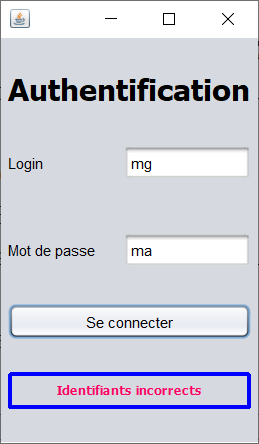 Authentification
Login
mg
Mot de passe
ma
Se connecter
Identifiants incorrects